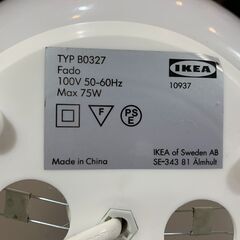 TYP B0327
Fado
100V 50-60Hz
Max 75W
IKEA
10937
F
PS
E
Made in China
IKEA of Sweden AB
SE-343 81 Älmhult